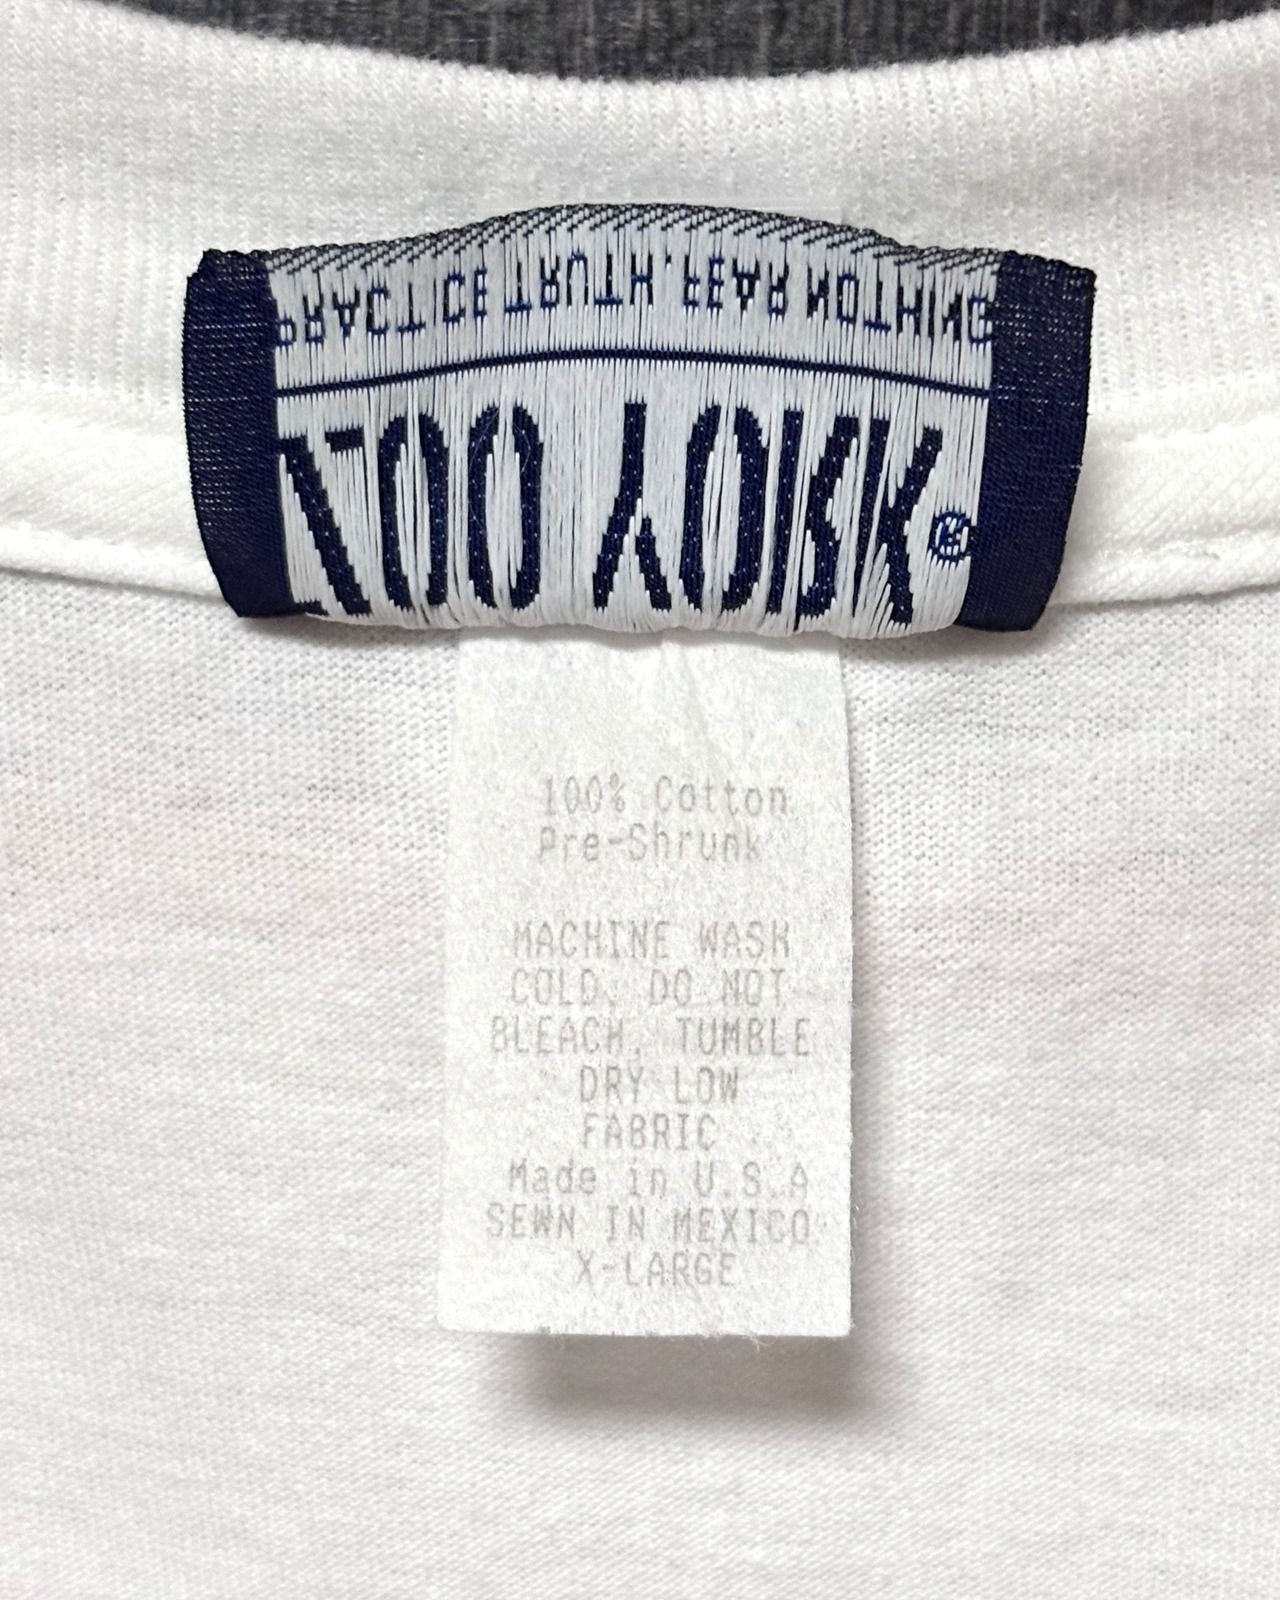 ZOO YORK®
PRACTICE TRUTH. FEAR NOTHING
100% Cotton
Pre-Shrunk
MACHINE WASH
COLD. DO NOT
BLEACH, TUMBLE
DRY LOW
FABRIC
Made in U.S.A
SEWN IN MEXICO
X-LARGE